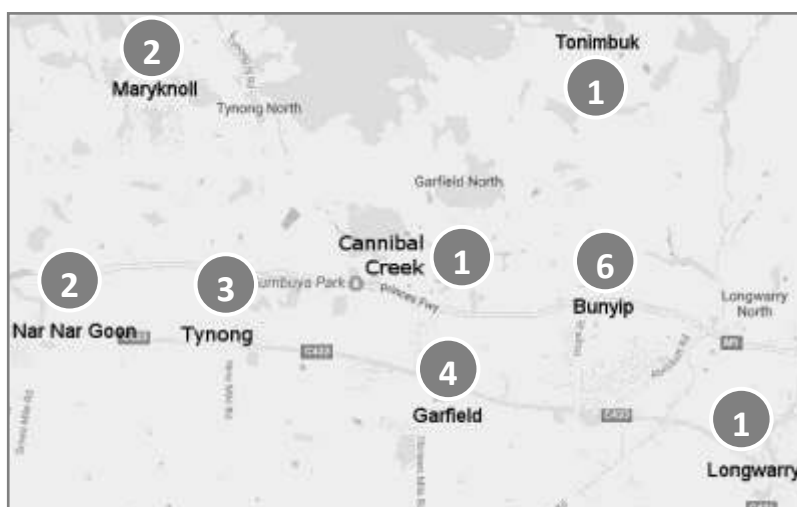 2
Maryknoll
Tynong North
Tonimbuk
1
Garfield North
Cannibal
Creek
1
6
Bunyip
2
Nar Nar Goon
3
Tynong
Princes Fwy
Longwarry
North
M1
4
Garfield
1
Longwarry